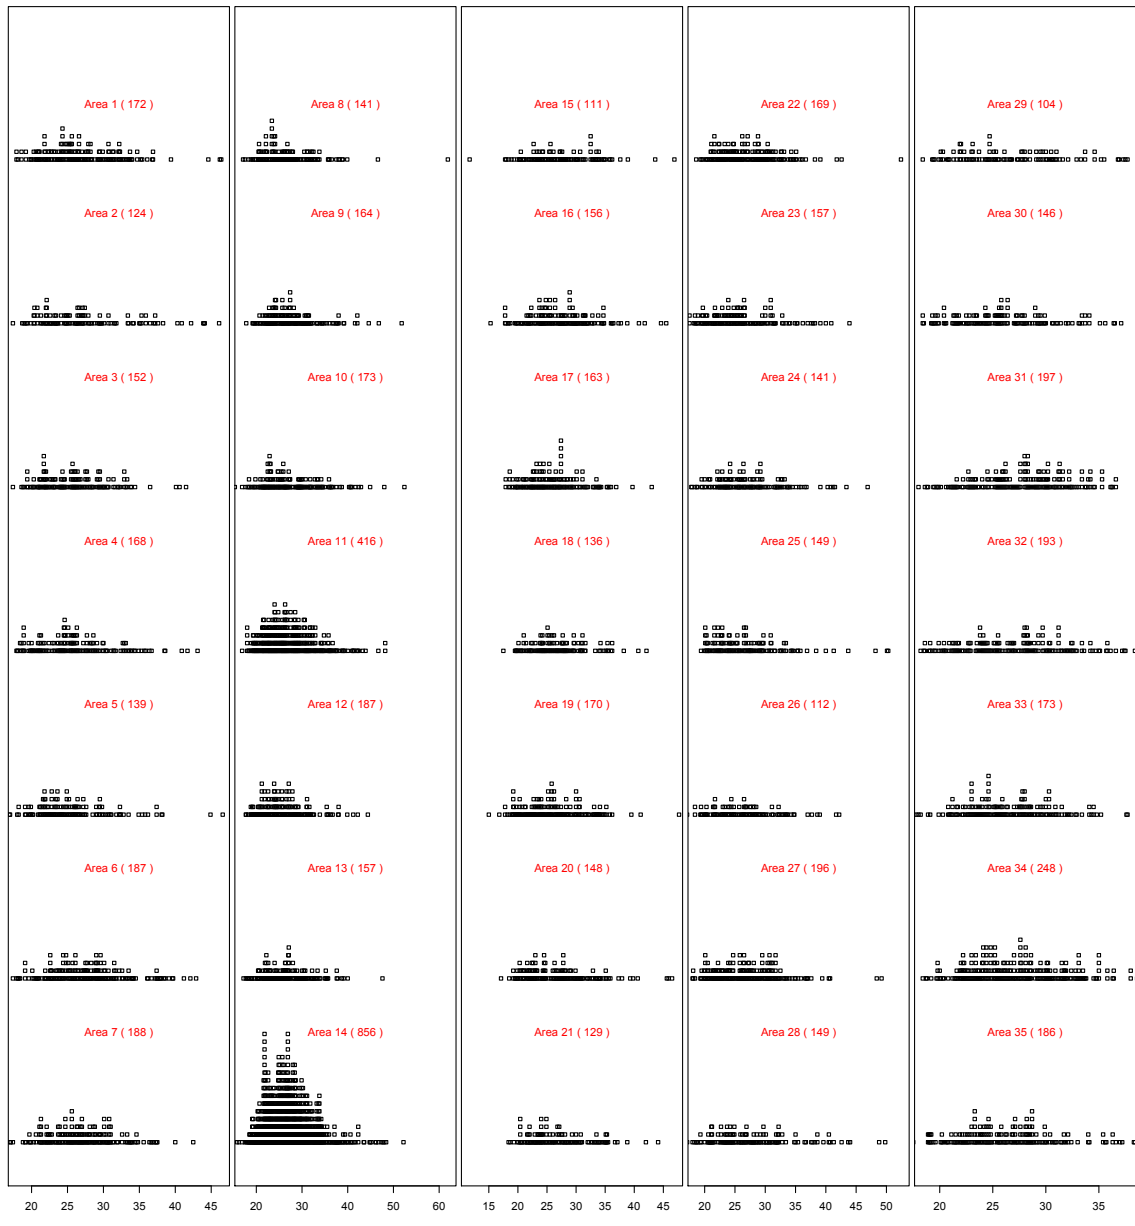 Area 1 ( 172 )
Area 8 ( 141 )
Area 15 ( 111 )
Area 22 ( 169 )
Area 29 ( 104 )
Area 2 ( 124 )
Area 9 ( 164 )
Area 16 ( 156 )
Area 23 ( 157 )
Area 30 ( 146 )
Area 3 ( 152 )
Area 10 ( 173 )
Area 17 ( 163 )
Area 24 ( 141 )
Area 31 ( 197 )
Area 4 ( 168 )
Area 11 ( 416 )
Area 18 ( 136 )
Area 25 ( 149 )
Area 32 ( 193 )
Area 5 ( 139 )
Area 12 ( 187 )
Area 19 ( 170 )
Area 26 ( 112 )
Area 33 ( 173 )
Area 6 ( 187 )
Area 13 ( 157 )
Area 20 ( 148 )
Area 27 ( 196 )
Area 34 ( 248 )
Area 7 ( 188 )
Area 14 ( 856 )
Area 21 ( 129 )
Area 28 ( 149 )
Area 35 ( 186 )
20 25 30 35 40 45
20 30 40 50 60
15 20 25 30 35 40 45
20 25 30 35 40 45 50
20 25 30 35